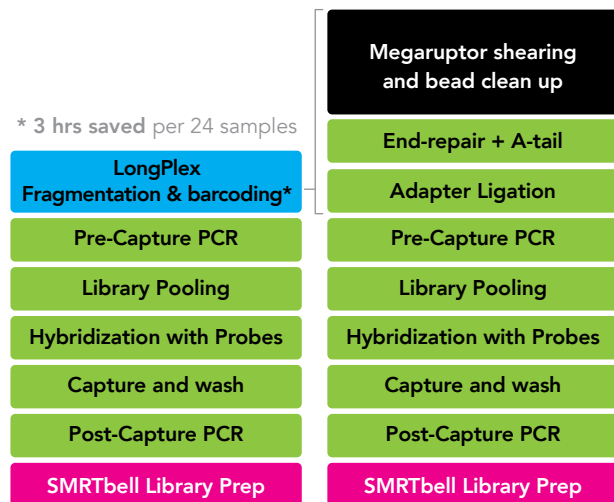 * 3 hrs saved per 24 samples
LongPlex
Fragmentation & barcoding*
Pre-Capture PCR
Library Pooling
Hybridization with Probes
Capture and wash
Post-Capture PCR
SMRTbell Library Prep
Megaruptor shearing
and bead clean up
End-repair + A-tail
Adapter Ligation
Pre-Capture PCR
Library Pooling
Hybridization with Probes
Capture and wash
Post-Capture PCR
SMRTbell Library Prep